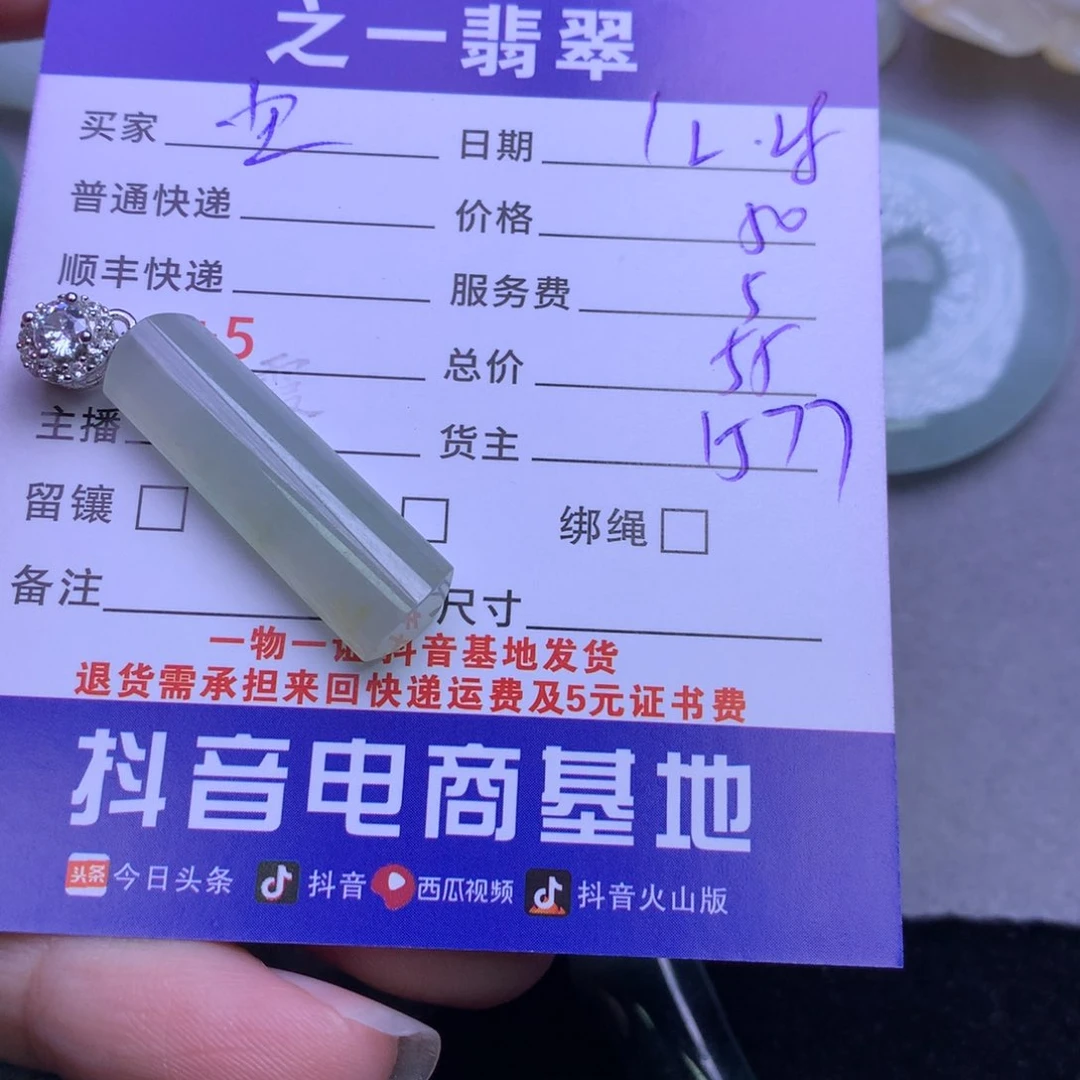 之一翡翠
买家 日期
普通快递 价格 50
顺丰快递 服务费 5
5 总价 55
主播 货主 1577
留镶 绑绳
备注 尺寸
一物一证 抖音基地发货
退货需承担来回快递运费及5元证书费
抖音电商基地
头条 今日头条 抖音 西瓜视频 抖音火山版